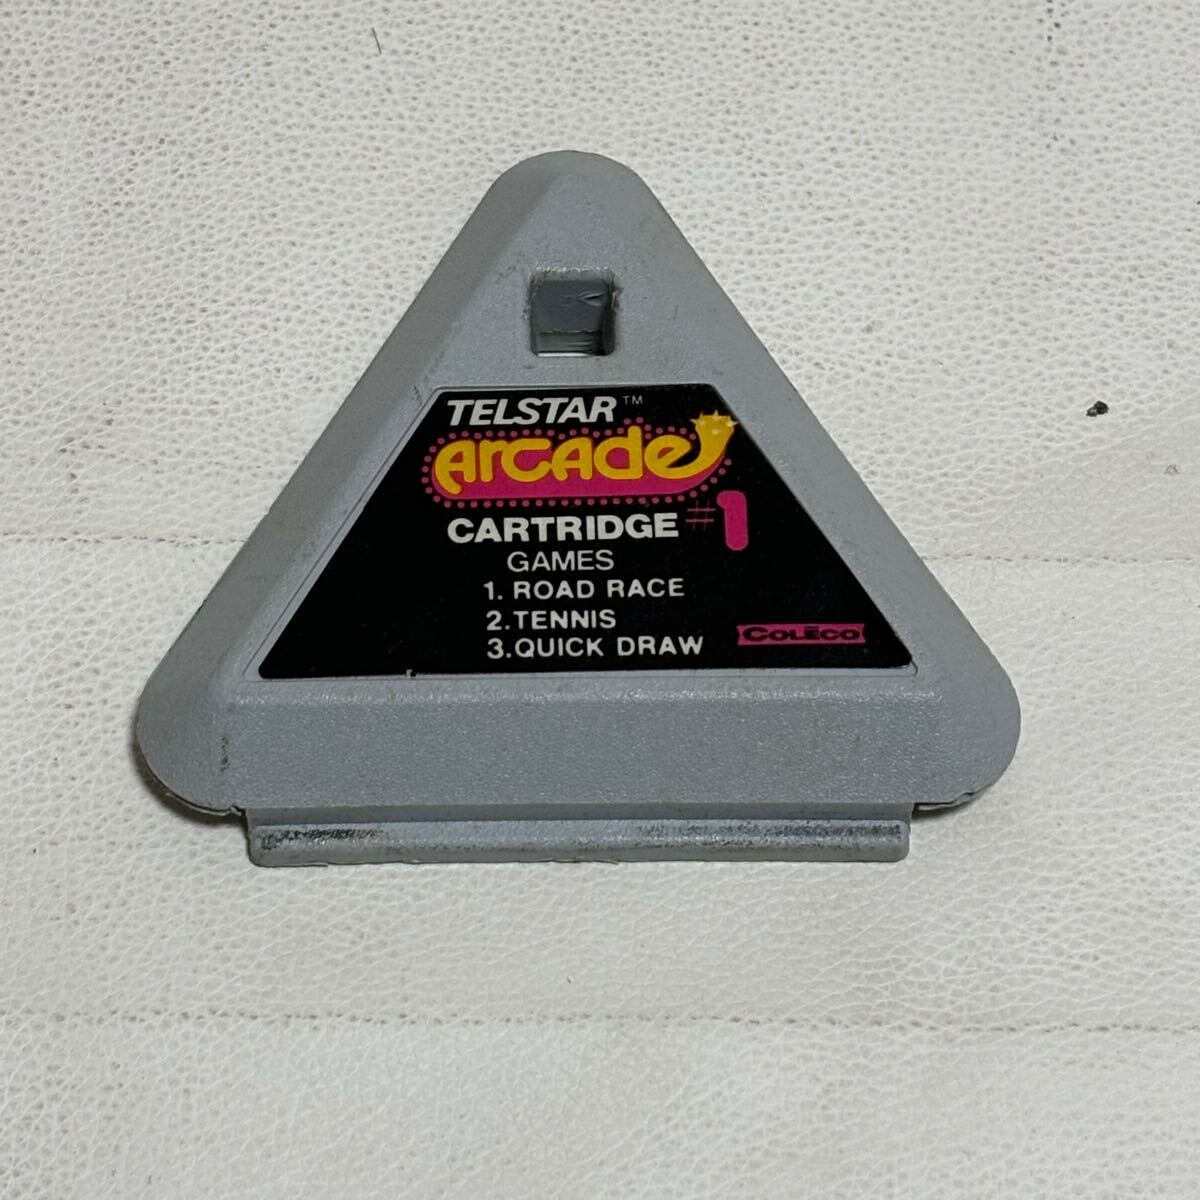 TELSTAR™
Arcade
CARTRIDGE #1
GAMES
1. ROAD RACE
2. TENNIS
3. QUICK DRAW
COLECO